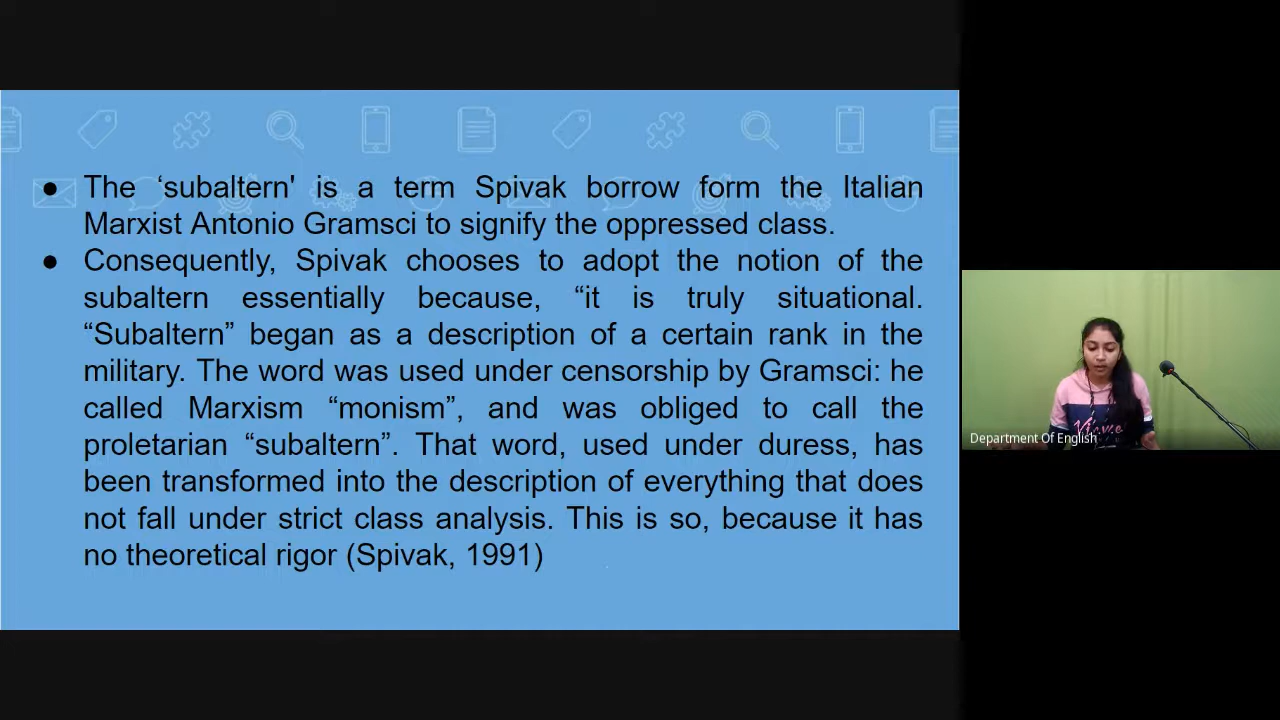 ● The ‘subaltern' is a term Spivak borrow form the Italian
Marxist Antonio Gramsci to signify the oppressed class.
● Consequently, Spivak chooses to adopt the notion of the
subaltern essentially because, “it is truly situational.
“Subaltern” began as a description of a certain rank in the
military. The word was used under censorship by Gramsci: he
called Marxism “monism”, and was obliged to call the
proletarian “subaltern”. That word, used under duress, has
been transformed into the description of everything that does
not fall under strict class analysis. This is so, because it has
no theoretical rigor (Spivak, 1991)
Department Of English